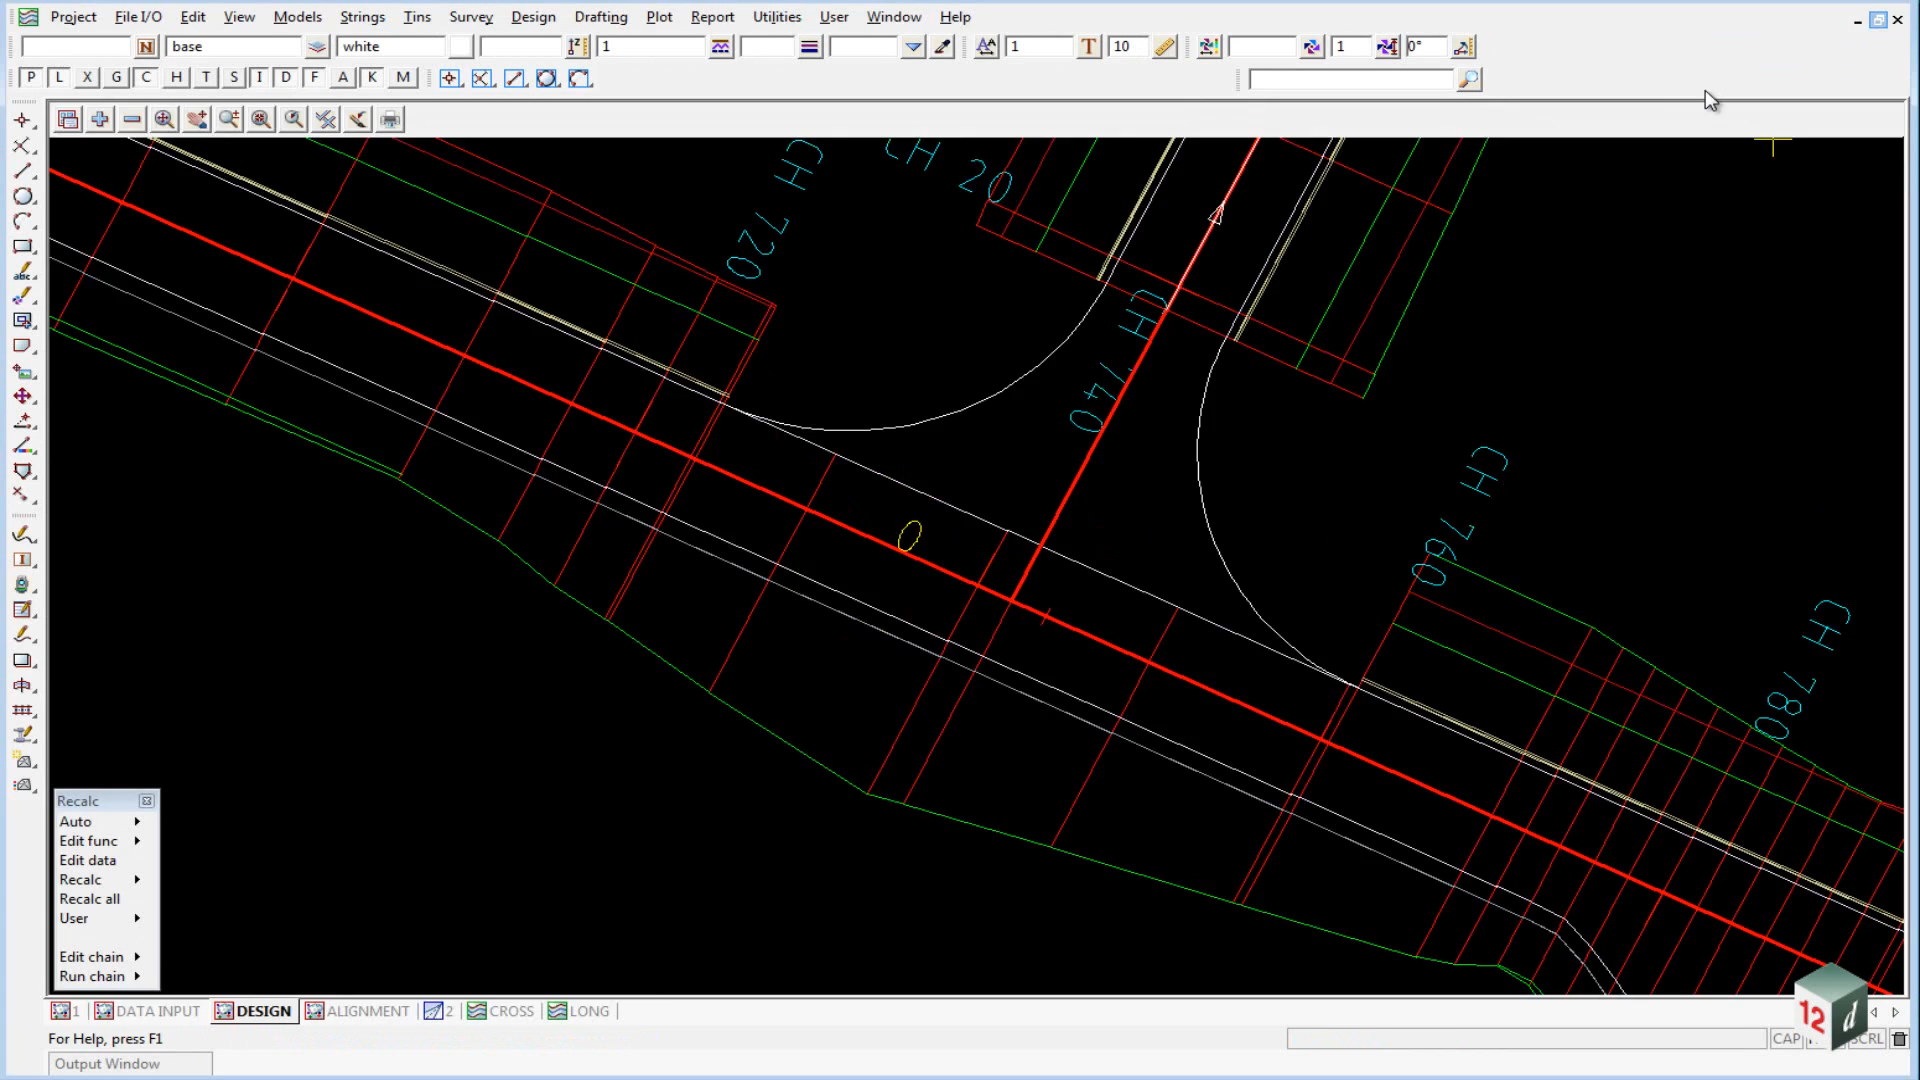 Project File I/O Edit View Models Strings Tins Survey Design Drafting Plot Report Utilities User Window Help
N base white 1 T 1 10 1 0°
P L X G C H T S I D F A K M
CH 720
CH 20
CH 740
CH 760
CH 780
0
Recalc
Auto
Edit func
Edit data
Recalc
Recalc all
User
Edit chain
Run chain
1 DATA INPUT DESIGN ALIGNMENT 2 CROSS LONG
12 d
For Help, press F1
CAP SCRL
Output Window